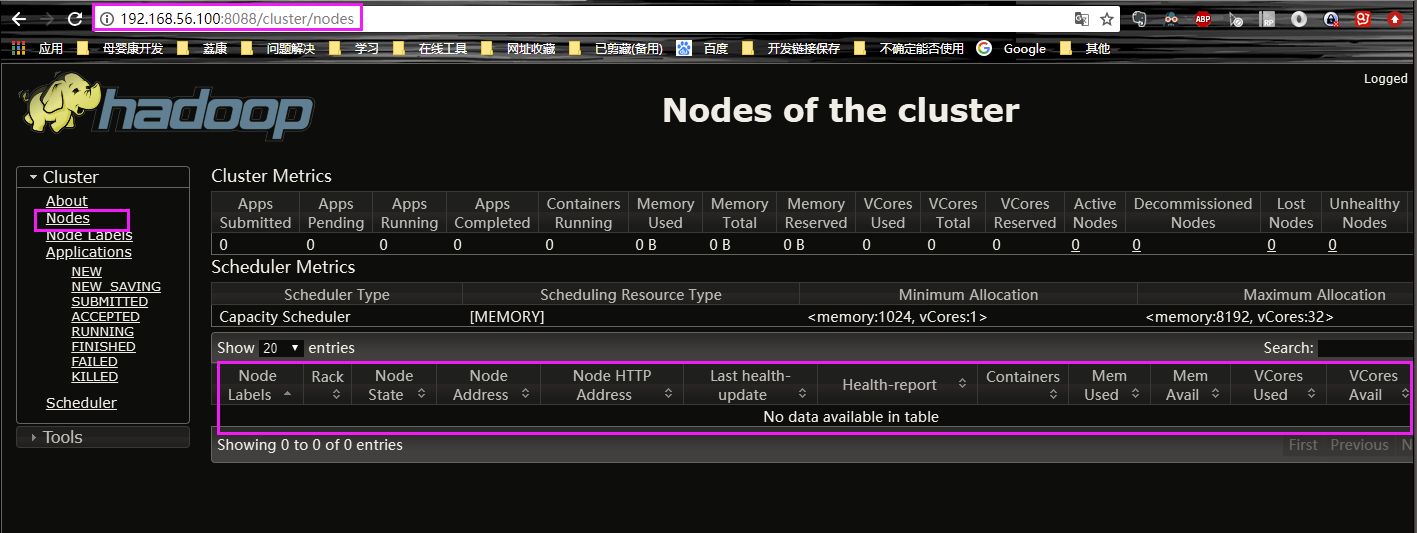 192.168.56.100:8088/cluster/nodes
ABP
RP
应用 母婴康开发 荔康 问题解决 学习 在线工具 网址收藏 已剪藏(备用) 百度 开发链接保存 不确定能否使用 Google 其他
Logged
hadoop
Nodes of the cluster
Cluster
About
Nodes
Node Labels
Applications
NEW
NEW_SAVING
SUBMITTED
ACCEPTED
RUNNING
FINISHED
FAILED
KILLED
Scheduler
Tools
Cluster Metrics
Apps Submitted Apps Pending Apps Running Apps Completed Containers Running Memory Used Memory Total Memory Reserved VCores Used VCores Total VCores Reserved Active Nodes Decommissioned Nodes Lost Nodes Unhealthy Nodes
0 0 0 0 0 0 B 0 B 0 B 0 0 0 0 0 0 0
Scheduler Metrics
Scheduler Type Scheduling Resource Type Minimum Allocation Maximum Allocation
Capacity Scheduler [MEMORY] <memory:1024, vCores:1> <memory:8192, vCores:32>
Show 20 entries Search:
Node Labels Rack Node State Node Address Node HTTP Address Last health-update Health-report Containers Mem Used Mem Avail VCores Used VCores Avail
No data available in table
Showing 0 to 0 of 0 entries First Previous N